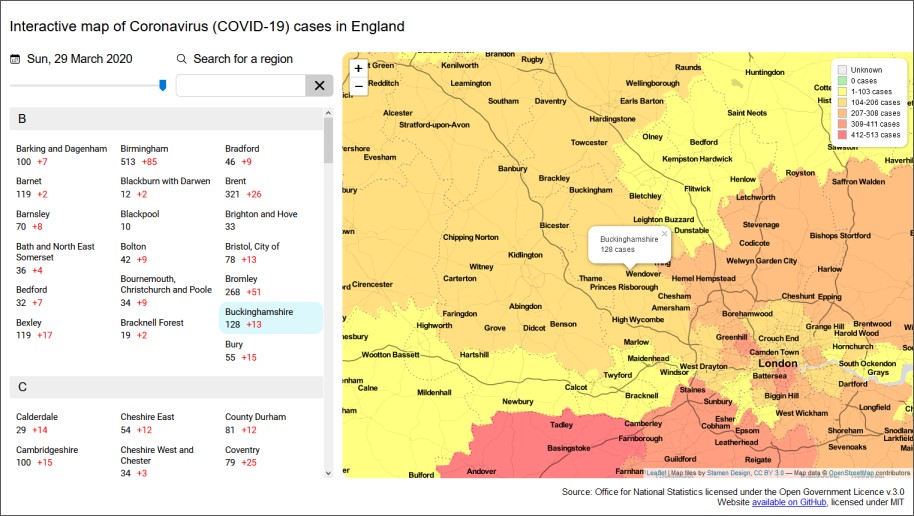 Interactive map of Coronavirus (COVID-19) cases in England
Sun, 29 March 2020
Search for a region
B
Barking and Dagenham
100 +7
Barnet
119 +2
Barnsley
70 +8
Bath and North East
Somerset
36 +4
Bedford
32 +7
Bexley
119 +17
Birmingham
513 +85
Blackburn with Darwen
12 +2
Blackpool
10
Bolton
42 +9
Bournemouth,
Christchurch and Poole
34 +9
Bracknell Forest
19 +2
Bradford
46 +9
Brent
321 +26
Brighton and Hove
33
Bristol, City of
78 +13
Bromley
268 +51
Buckinghamshire
128 +13
Bury
55 +15
C
Calderdale
29 +14
Cambridgeshire
100 +15
Cheshire East
54 +12
Cheshire West and
Chester
34 +3
County Durham
81 +12
Coventry
79 +25
+
−
Unknown
0 cases
1-103 cases
104-206 cases
207-308 cases
309-411 cases
412-513 cases
Brandon
Rugby
Kenilworth
Raunds
Huntingdon
Redditch
Leamington
Wellingborough
Southam
Daventry
Earls Barton
Alcester
Hardingstone
Saint Neots
Stratford-upon-Avon
Olney
Bedford
Towcester
Evesham
Kempston Hardwick
Banbury
Royston
Brackley
Henlow
Saffron Walden
Buckingham
Bletchley
Flitwick
Letchworth
Bicester
Leighton Buzzard
Stevenage
Dunstable
Bishops Stortford
Chipping Norton
Codicote
Buckinghamshire
128 cases
Kidlington
Welwyn Garden City
Witney
Wendover
Harlow
Carterton
Thame
Hemel Hempstead
Cirencester
Princes Risborough
Chesham
Cheshunt
Epping
Abingdon
Amersham
Faringdon
Borehamwood
High Wycombe
Highworth
Grove
Didcot
Benson
Grange Hill
Brentwood
Harold Wood
Marlow
Greenhill
Crouch End
Hornchurch
Wootton Bassett
Hartshill
Maidenhead
Camden Town
London
South Ockendon
Windsor
West Drayton
Grays
Twyford
Battersea
Calne
Calcot
Dartford
Mildenhall
Bracknell
Staines
Biggin Hill
Newbury
Sunbury
Longfield
West Wickham
Tadley
Camberley
Esher
Cobham
Epsom
Shoreham
Farnborough
Leatherhead
Basingstoke
Sevenoaks
Guildford
Reigate
Andover
Bulford
Leaflet | Map tiles by Stamen Design, CC BY 3.0 — Map data © OpenStreetMap contributors
Source: Office for National Statistics licensed under the Open Government Licence v.3.0
Website available on GitHub, licensed under MIT